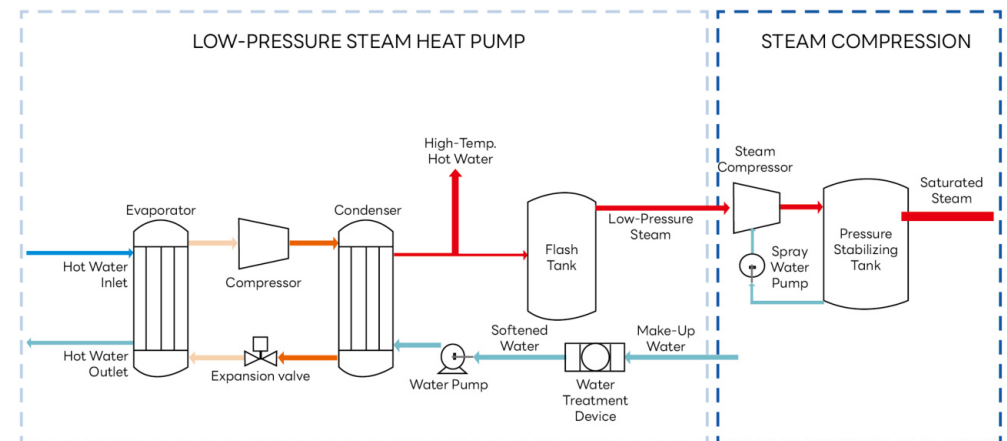 LOW-PRESSURE STEAM HEAT PUMP
STEAM COMPRESSION
High-Temp.
Hot Water
Steam
Compressor
Saturated
Steam
Evaporator
Condenser
Low-Pressure
Steam
Flash
Tank
Pressure
Stabilizing
Tank
Spray
Water
Pump
Hot Water
Inlet
Compressor
Softened
Water
Make-Up
Water
Hot Water
Outlet
Expansion valve
Water Pump
Water
Treatment
Device